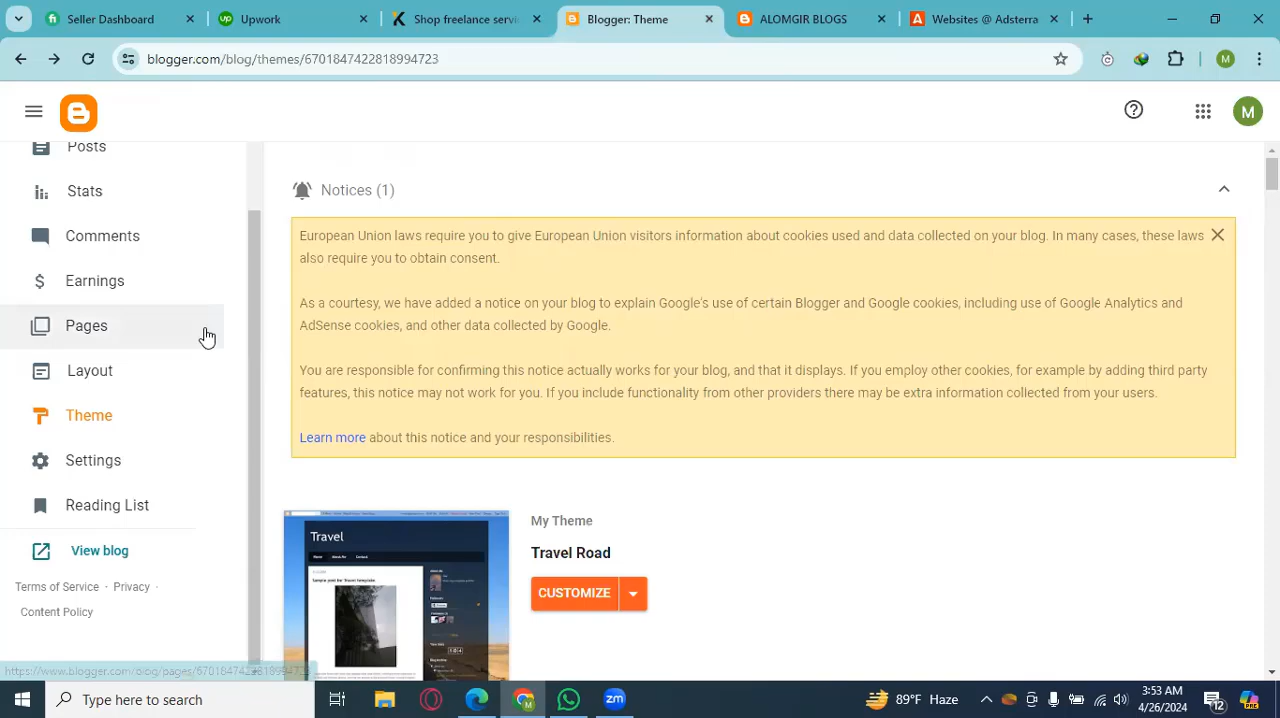 Seller Dashboard
Upwork
Shop freelance servi
Blogger: Theme
ALOMGIR BLOGS
Websites @ Adsterra
blogger.com/blog/themes/6701847422818994723
M
M
Posts
Stats
Comments
Earnings
Pages
Layout
Theme
Settings
Reading List
View blog
Terms of Service · Privacy
Content Policy
Notices (1)
European Union laws require you to give European Union visitors information about cookies used and data collected on your blog. In many cases, these laws
also require you to obtain consent.
As a courtesy, we have added a notice on your blog to explain Google's use of certain Blogger and Google cookies, including use of Google Analytics and
AdSense cookies, and other data collected by Google.
You are responsible for confirming this notice actually works for your blog, and that it displays. If you employ other cookies, for example by adding third party
features, this notice may not work for you. If you include functionality from other providers there may be extra information collected from your users.
Learn more about this notice and your responsibilities.
Travel
My Theme
Travel Road
CUSTOMIZE
https://www.blogger.com/blog/pages/6701847422818994723
Type here to search
89°F Haze
4/26/2024